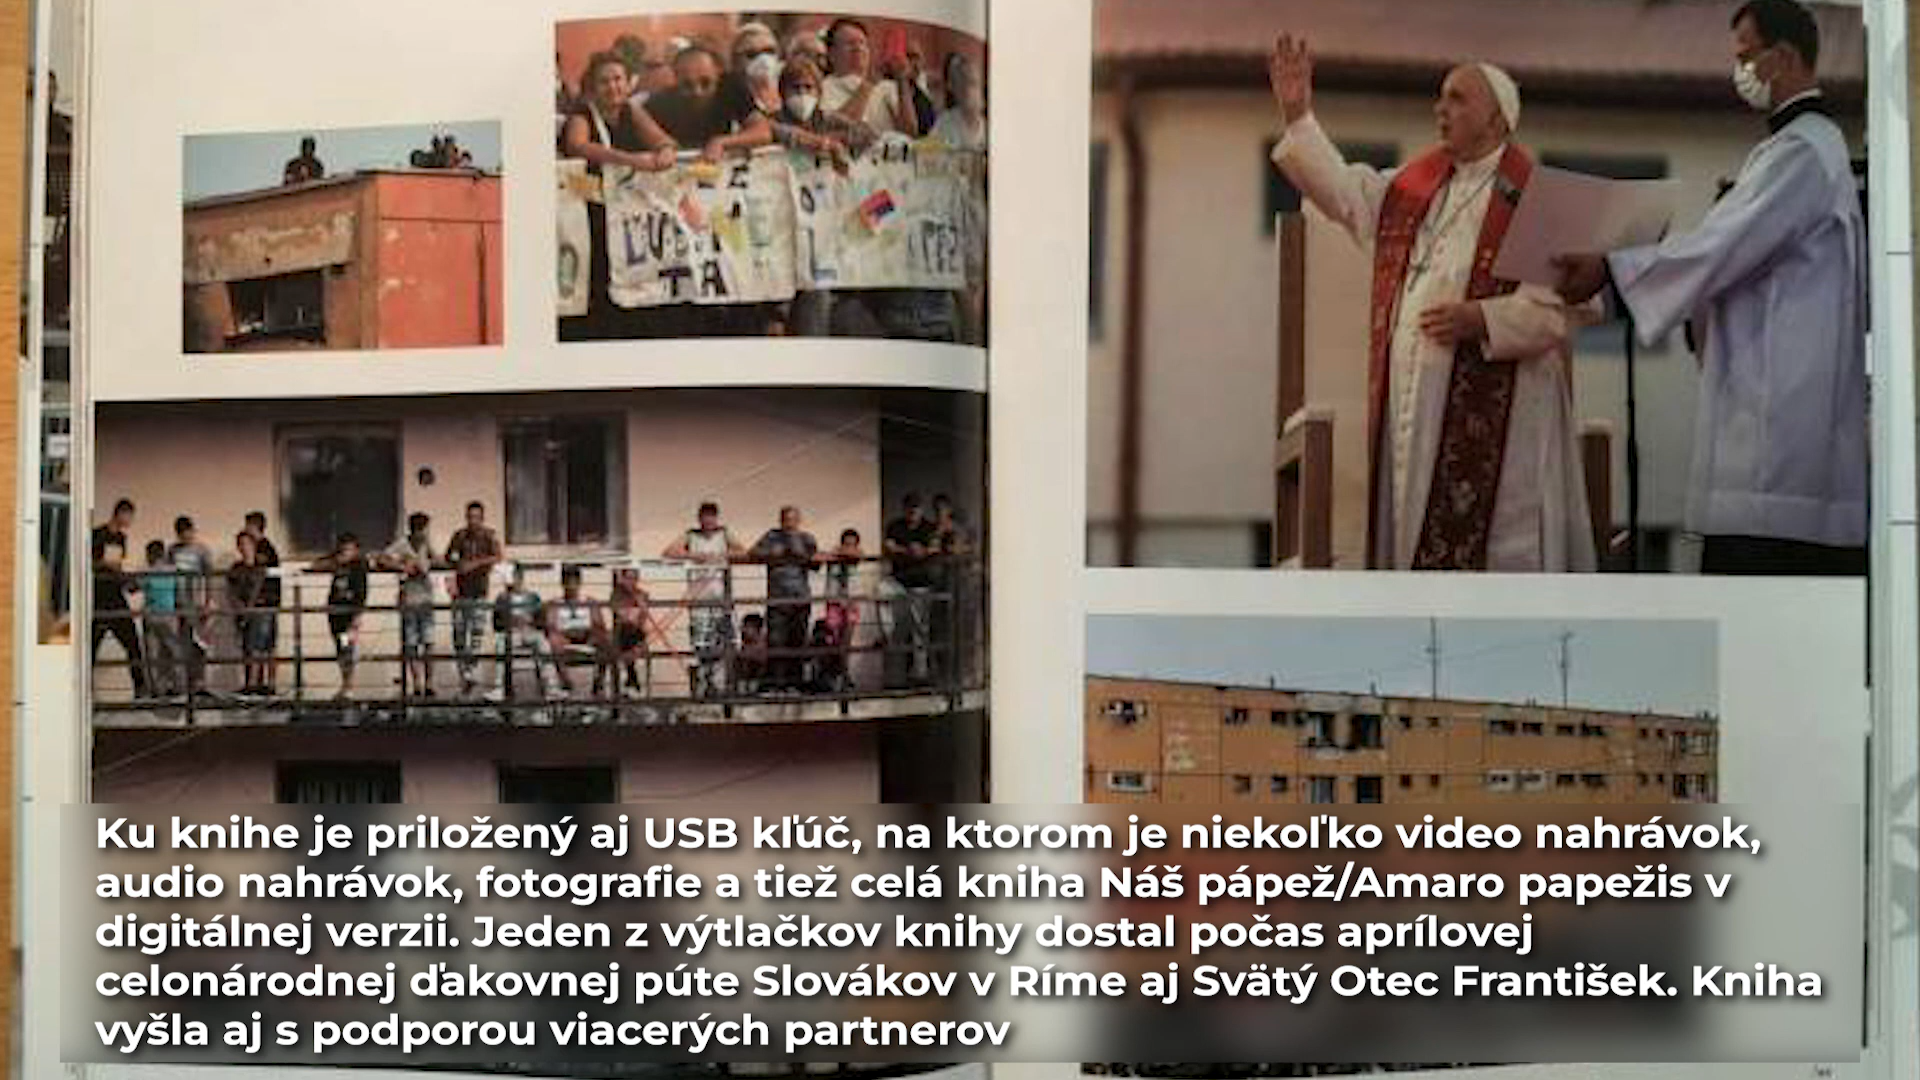 Ku knihe je priložený aj USB kľúč, na ktorom je niekoľko video nahrávok,
audio nahrávok, fotografie a tiež celá kniha Náš pápež/Amaro papežis v
digitálnej verzii. Jeden z výtlačkov knihy dostal počas aprílovej
celonárodnej ďakovnej púte Slovákov v Ríme aj Svätý Otec František. Kniha
vyšla aj s podporou viacerých partnerov